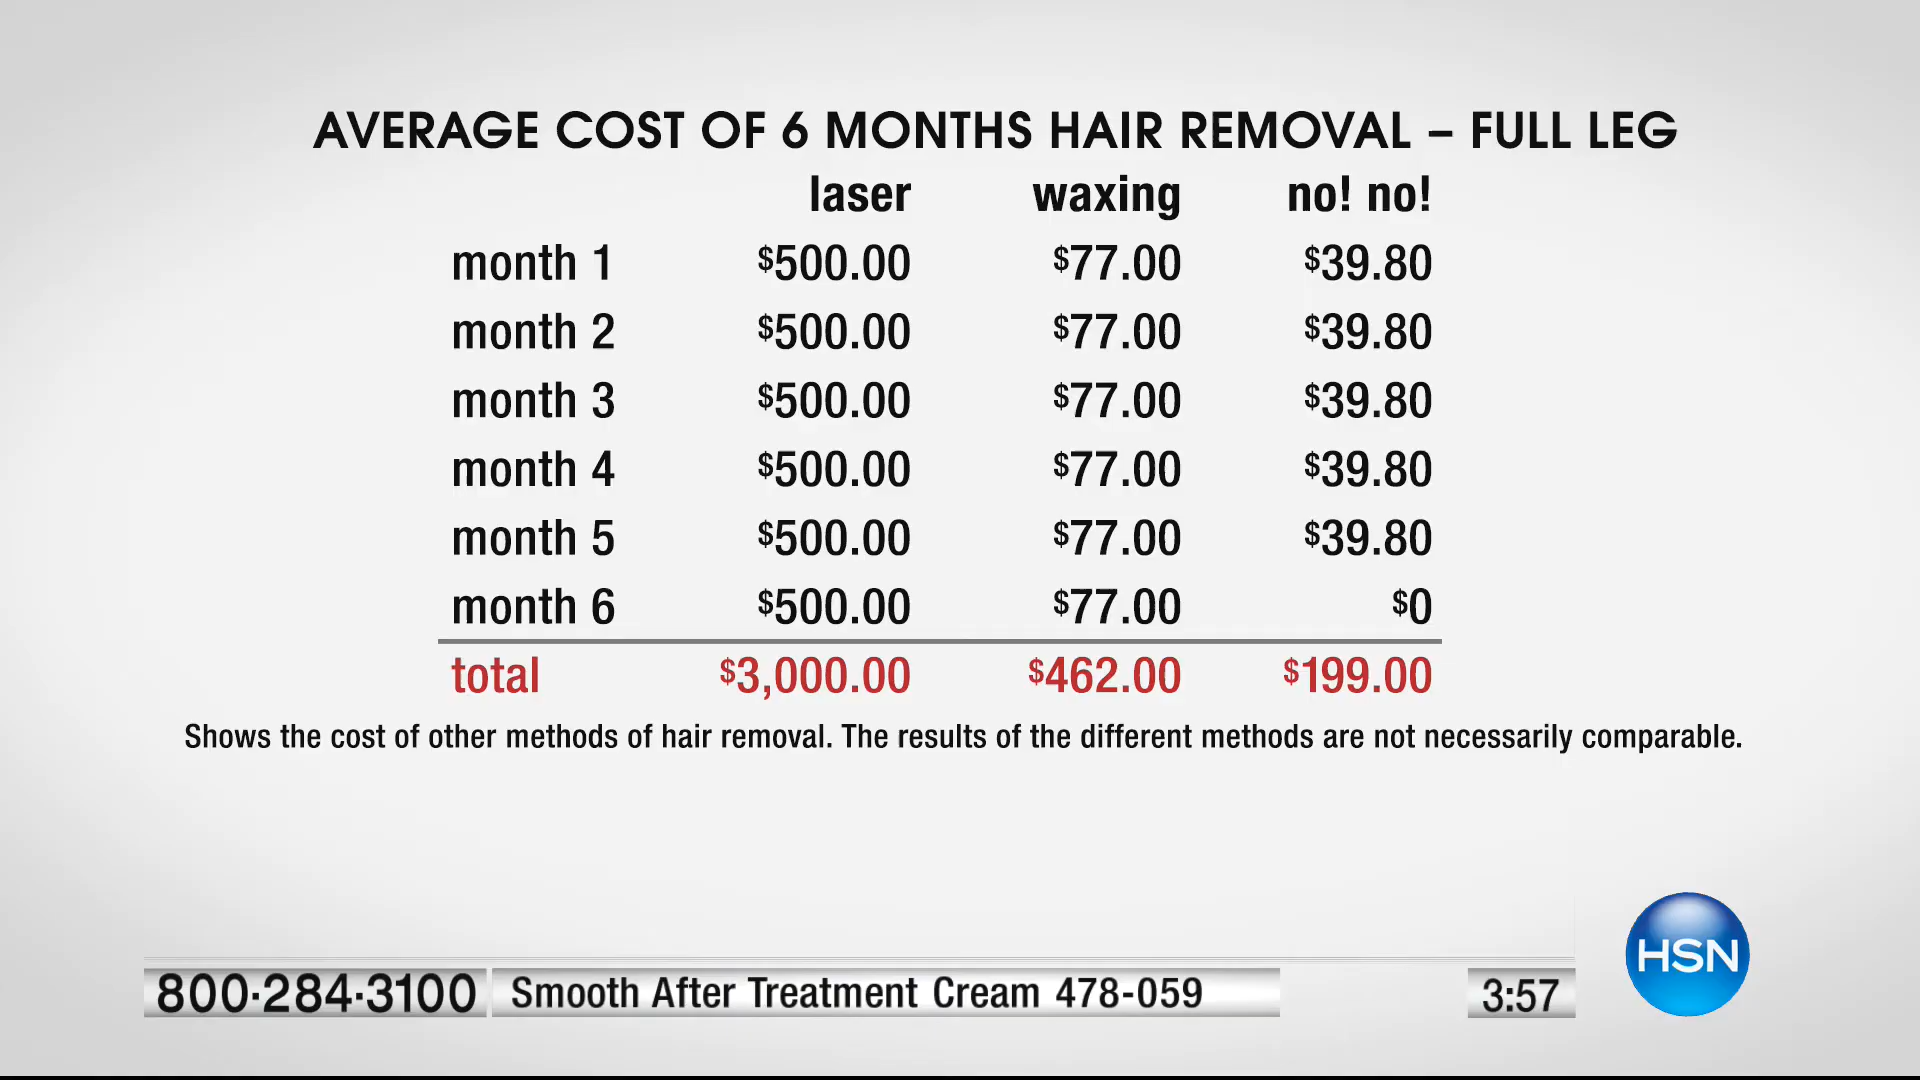 AVERAGE COST OF 6 MONTHS HAIR REMOVAL – FULL LEG
laser waxing no! no!
month 1 $500.00 $77.00 $39.80
month 2 $500.00 $77.00 $39.80
month 3 $500.00 $77.00 $39.80
month 4 $500.00 $77.00 $39.80
month 5 $500.00 $77.00 $39.80
month 6 $500.00 $77.00 $0
total $3,000.00 $462.00 $199.00
Shows the cost of other methods of hair removal. The results of the different methods are not necessarily comparable.
800·284·3100 Smooth After Treatment Cream 478-059 3:57 HSN